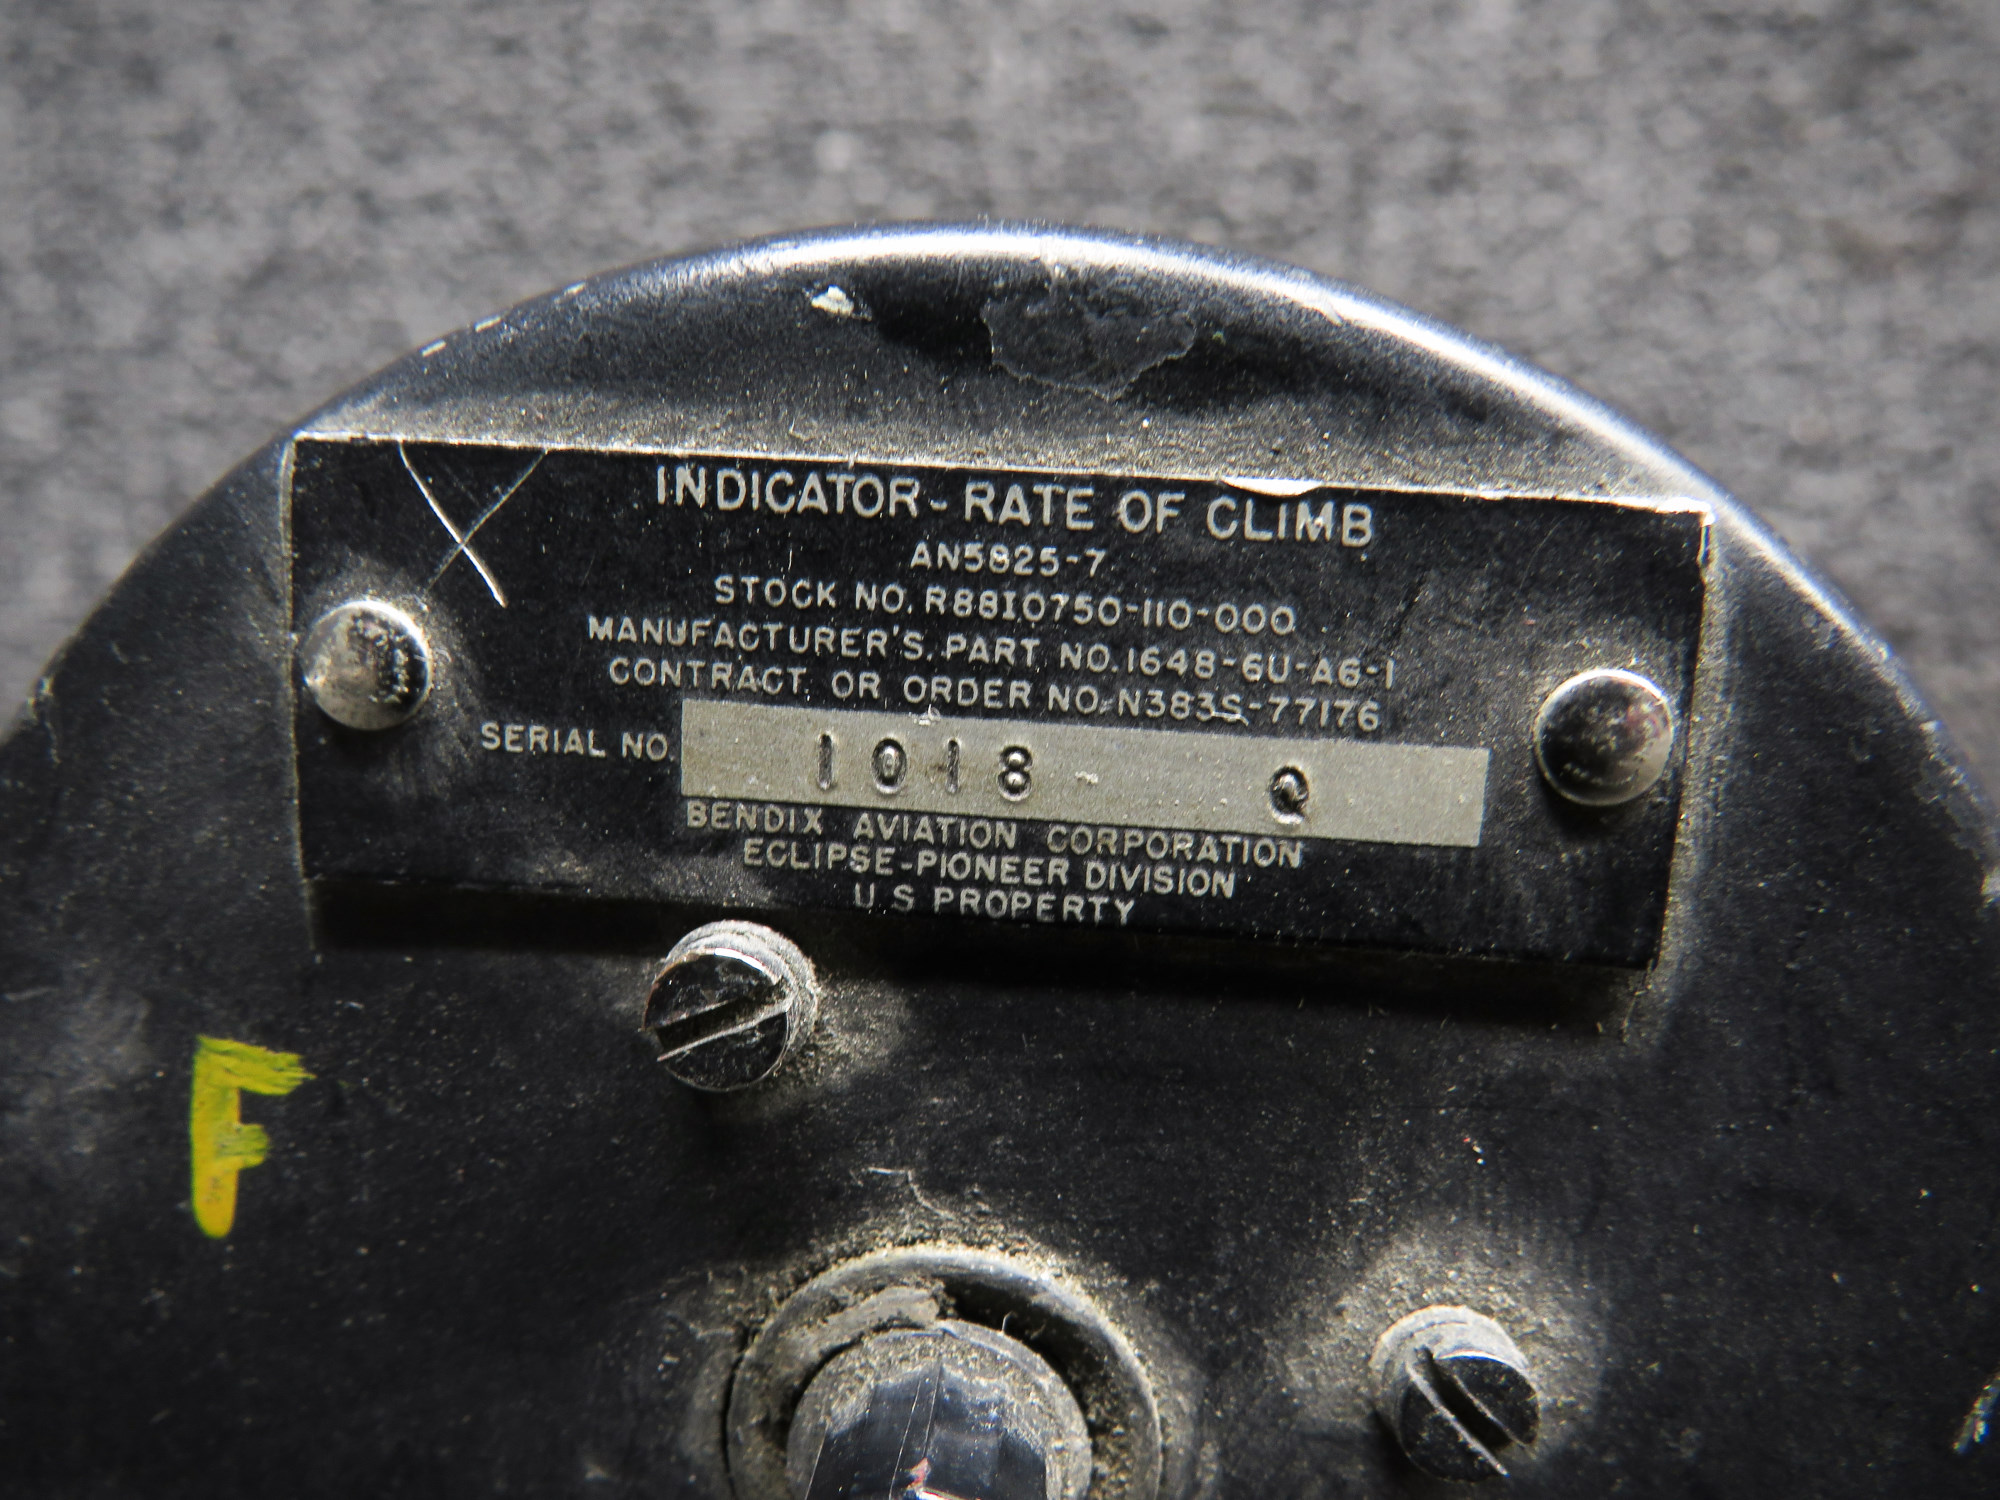 INDICATOR-RATE OF CLIMB
AN5825-7
STOCK NO. R88I0750-110-000
MANUFACTURER'S. PART NO. 1648-6U-A6-1
CONTRACT. OR ORDER NO. N383S-77176
SERIAL NO. 1018 Q
BENDIX AVIATION CORPORATION
ECLIPSE-PIONEER DIVISION
U.S PROPERTY
F